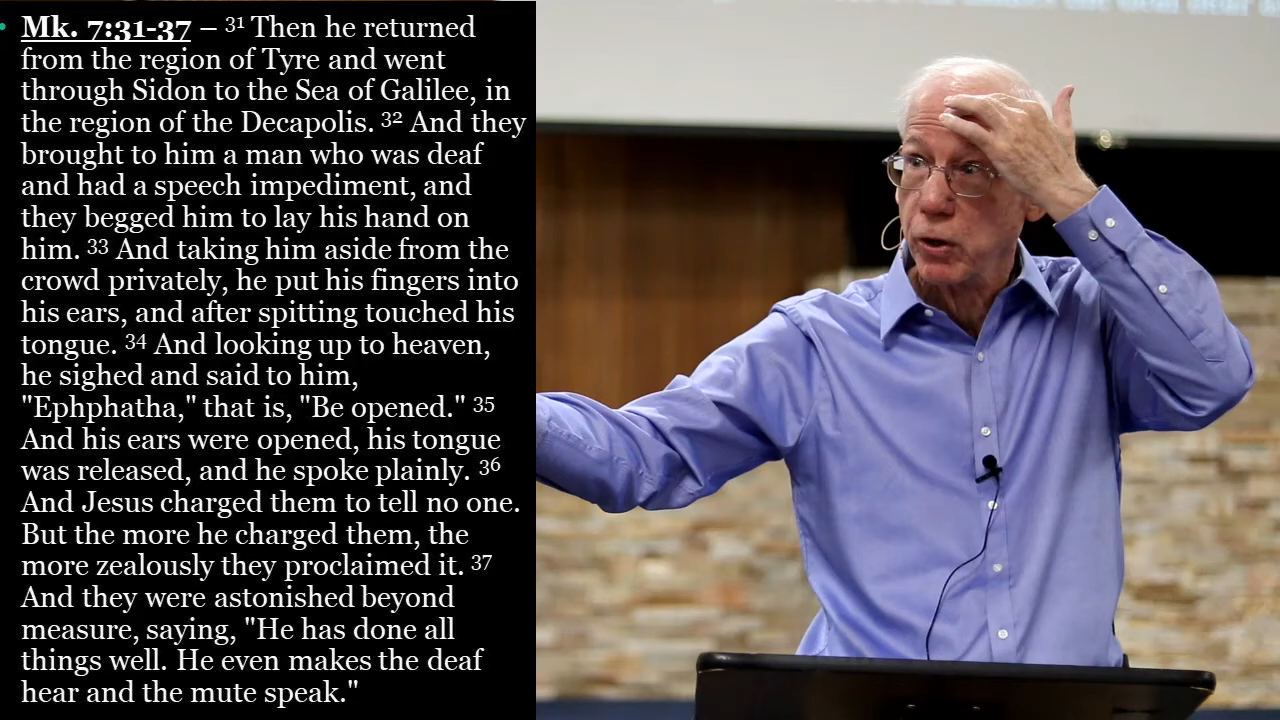 • Mk. 7:31-37 – 31 Then he returned
from the region of Tyre and went
through Sidon to the Sea of Galilee, in
the region of the Decapolis. 32 And they
brought to him a man who was deaf
and had a speech impediment, and
they begged him to lay his hand on
him. 33 And taking him aside from the
crowd privately, he put his fingers into
his ears, and after spitting touched his
tongue. 34 And looking up to heaven,
he sighed and said to him,
"Ephphatha," that is, "Be opened." 35
And his ears were opened, his tongue
was released, and he spoke plainly. 36
And Jesus charged them to tell no one.
But the more he charged them, the
more zealously they proclaimed it. 37
And they were astonished beyond
measure, saying, "He has done all
things well. He even makes the deaf
hear and the mute speak."